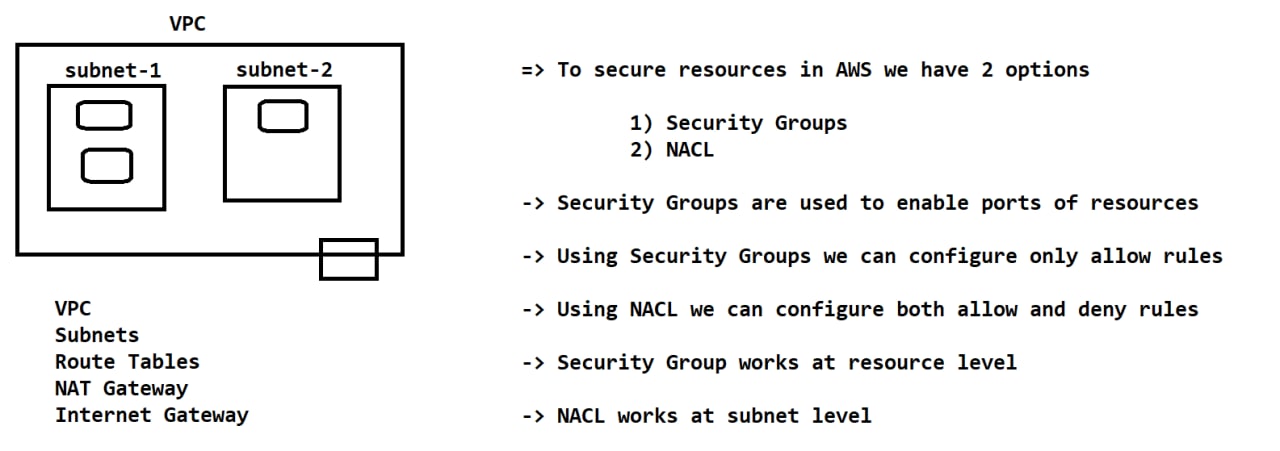 VPC
subnet-1
subnet-2
VPC
Subnets
Route Tables
NAT Gateway
Internet Gateway
=> To secure resources in AWS we have 2 options
1) Security Groups
2) NACL
-> Security Groups are used to enable ports of resources
-> Using Security Groups we can configure only allow rules
-> Using NACL we can configure both allow and deny rules
-> Security Group works at resource level
-> NACL works at subnet level